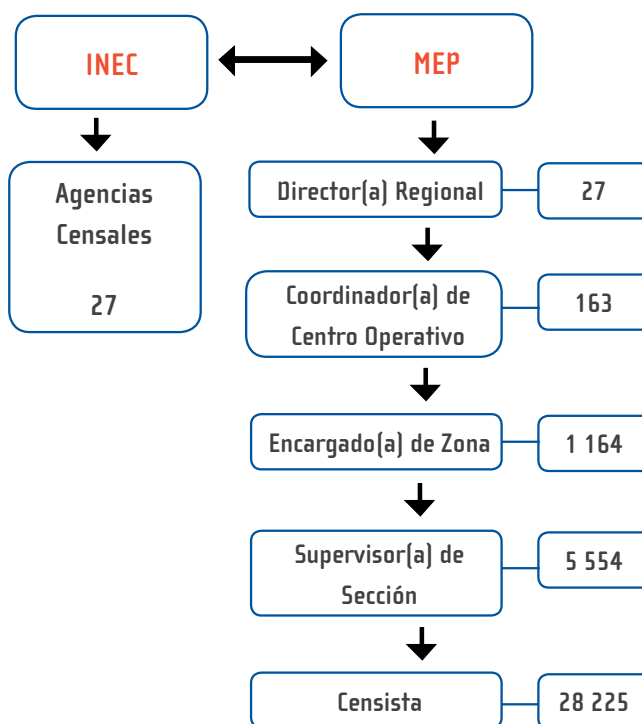 INEC
MEP
Agencias
Censales
27
Director(a) Regional
27
Coordinador(a) de
Centro Operativo
163
Encargado(a) de Zona
1 164
Supervisor(a) de
Sección
5 554
Censista
28 225